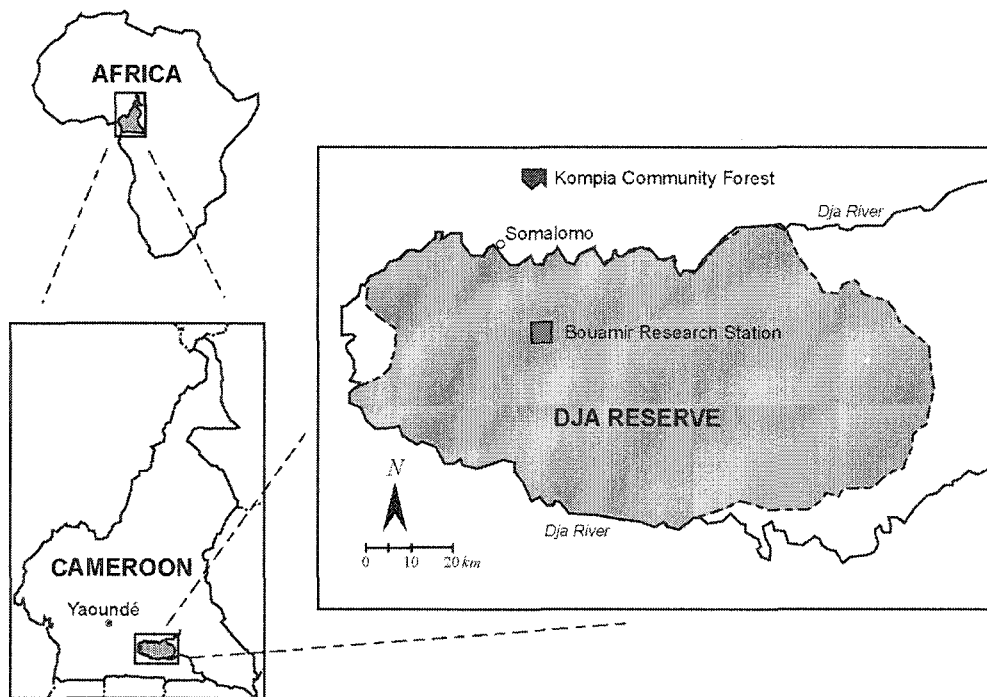 AFRICA
Kompia Community Forest
Dja River
Somalomo
Bouamir Research Station
DJA RESERVE
N
Dja River
0 10 20 km
CAMEROON
Yaoundé